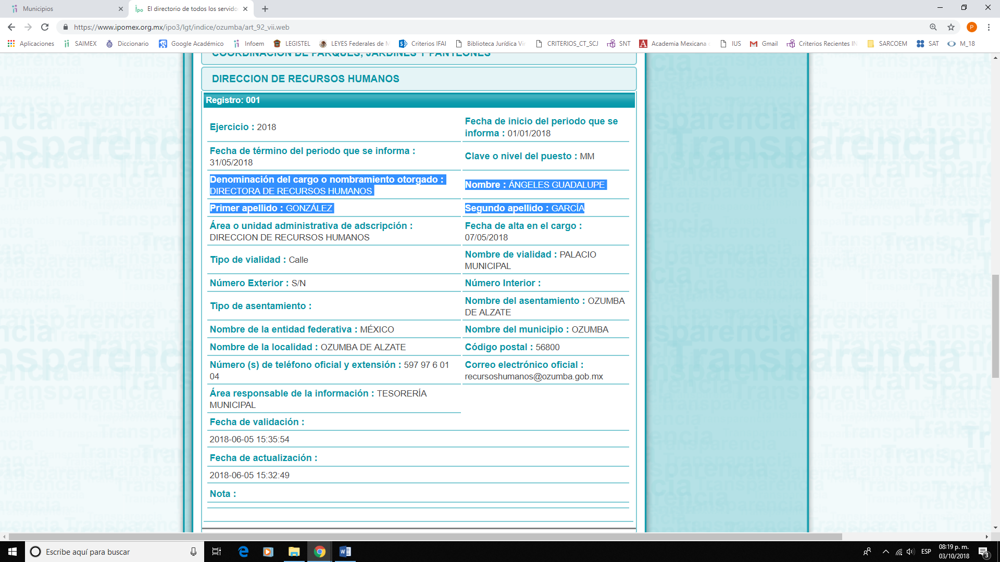 Municipios
ipo El directorio de todos los servido
https://www.ipomex.org.mx/ipo3/lgt/indice/ozumba/art_92_vii.web
P
Aplicaciones SAIMEX Diccionario Google Académico Infoem LEGISTEL LEYES Federales de M Criterios IFAI Biblioteca Jurídica Vir CRITERIOS_CT_SCJ SNT Academia Mexicana IUS Gmail Criterios Recientes IN SARCOEM SAT M_18
COORDINACION DE PARQUES, JARDINES Y PANTEONES
DIRECCION DE RECURSOS HUMANOS
Registro: 001
Ejercicio : 2018
Fecha de inicio del periodo que se
informa : 01/01/2018
Fecha de término del periodo que se informa :
31/05/2018
Clave o nivel del puesto : MM
Denominación del cargo o nombramiento otorgado :
DIRECTORA DE RECURSOS HUMANOS
Nombre : ÁNGELES GUADALUPE
Primer apellido : GONZÁLEZ
Segundo apellido : GARCÍA
Área o unidad administrativa de adscripción :
DIRECCION DE RECURSOS HUMANOS
Fecha de alta en el cargo :
07/05/2018
Tipo de vialidad : Calle
Nombre de vialidad : PALACIO
MUNICIPAL
Número Exterior : S/N
Número Interior :
Tipo de asentamiento :
Nombre del asentamiento : OZUMBA
DE ALZATE
Nombre de la entidad federativa : MÉXICO
Nombre del municipio : OZUMBA
Nombre de la localidad : OZUMBA DE ALZATE
Código postal : 56800
Número (s) de teléfono oficial y extensión : 597 97 6 01
04
Correo electrónico oficial :
recursoshumanos@ozumba.gob.mx
Área responsable de la información : TESORERÍA
MUNICIPAL
Fecha de validación :
2018-06-05 15:35:54
Fecha de actualización :
2018-06-05 15:32:49
Nota :
Transparencia
Escribe aquí para buscar
ESP
08:19 p. m.
03/10/2018
3